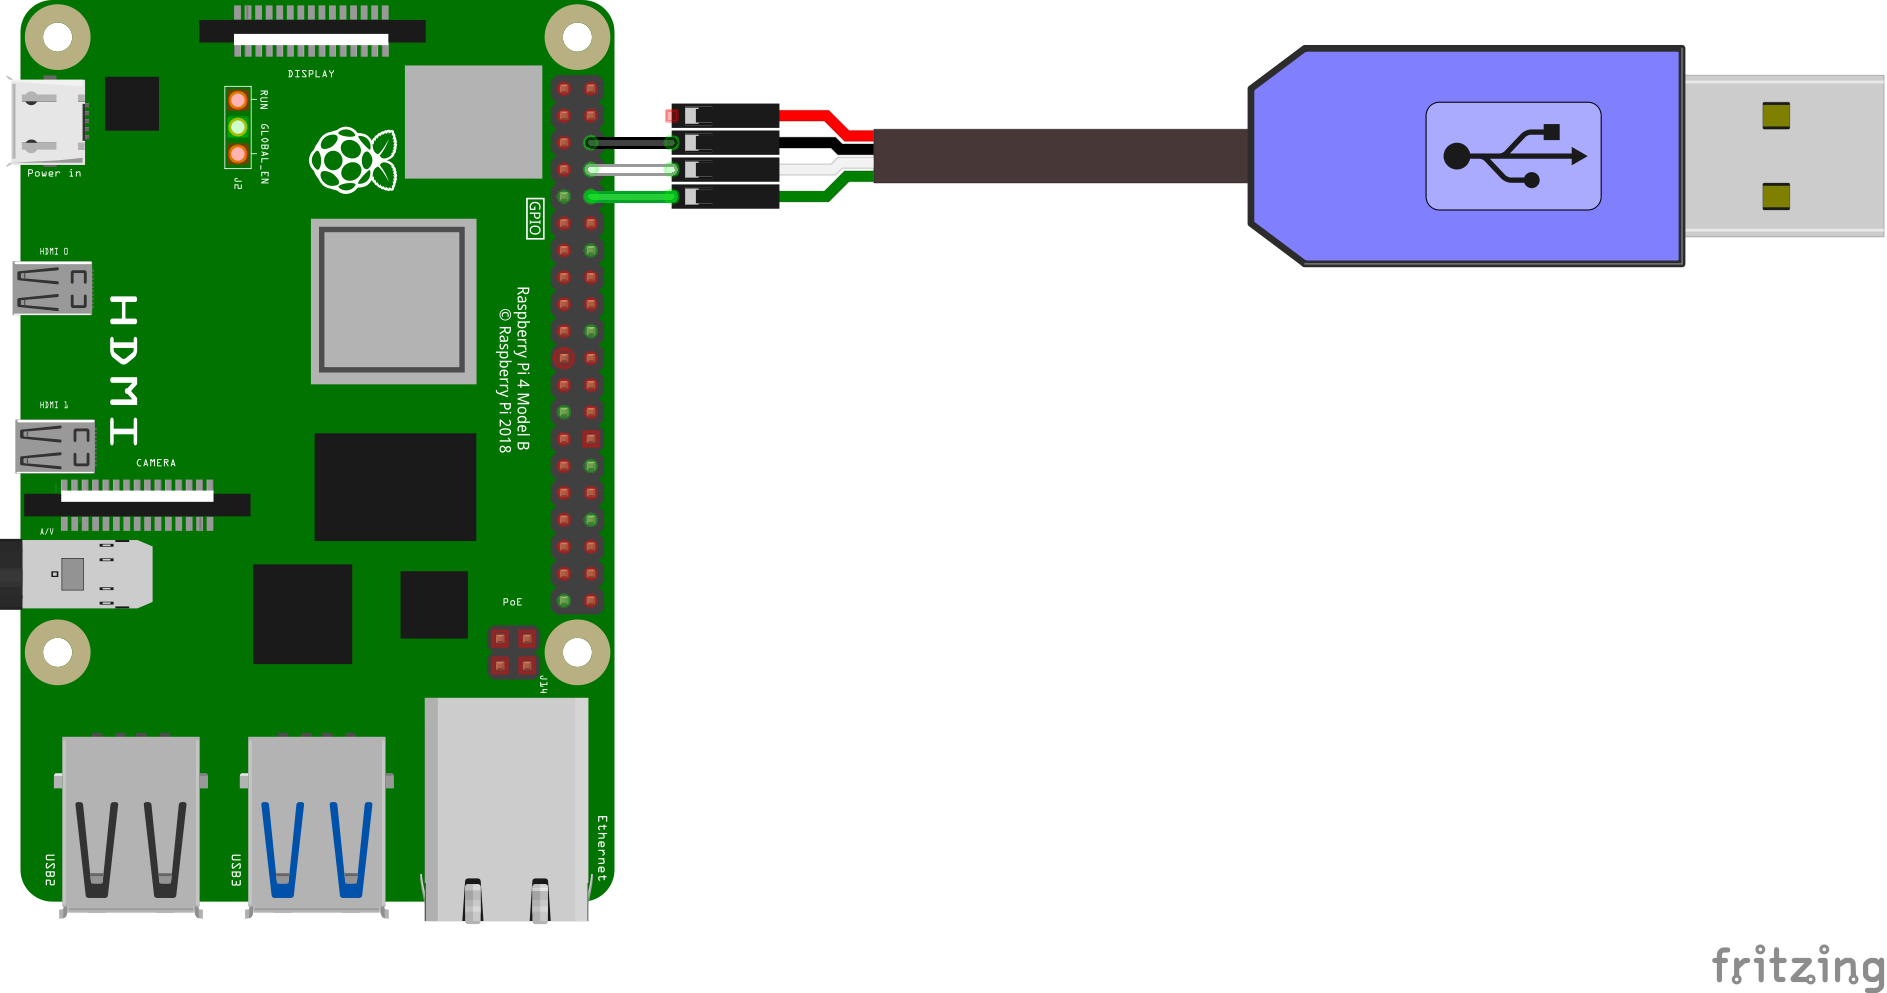 DISPLAY
RUN
GLOBAL_EN
J2
Power in
GPIO
HDMI 0
HDMI
Raspberry Pi 4 Model B
© Raspberry Pi 2018
HDMI 1
CAMERA
A/V
PoE
J14
USB2
USB3
Ethernet
fritzing